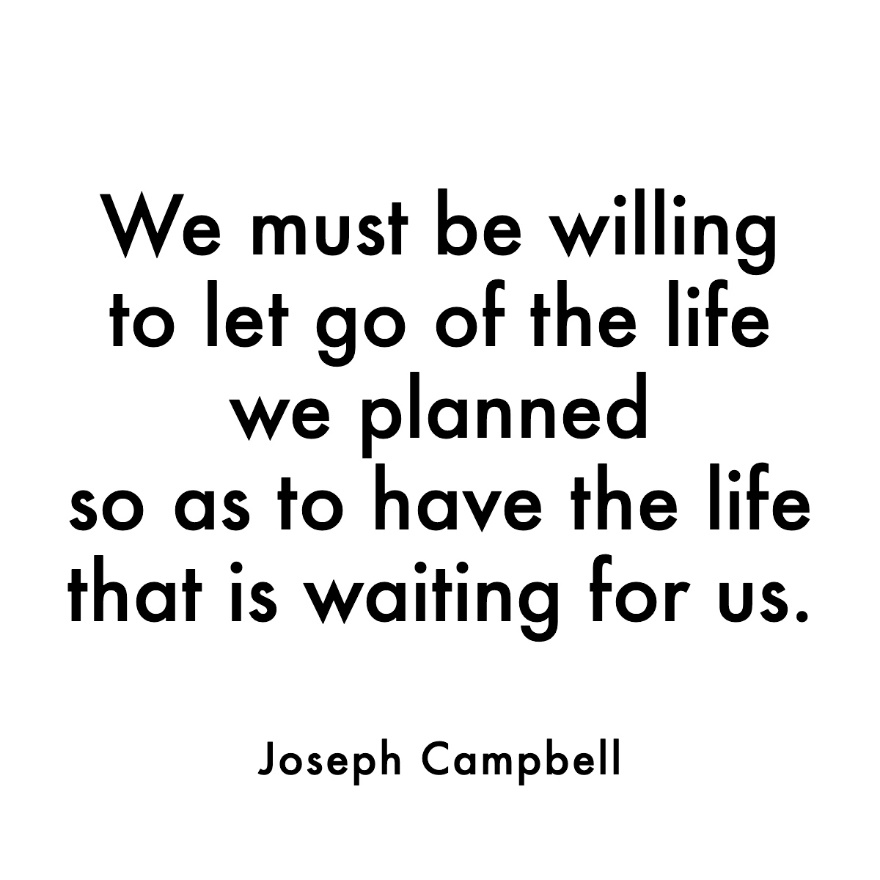 We must be willing
to let go of the life
we planned
so as to have the life
that is waiting for us.
Joseph Campbell